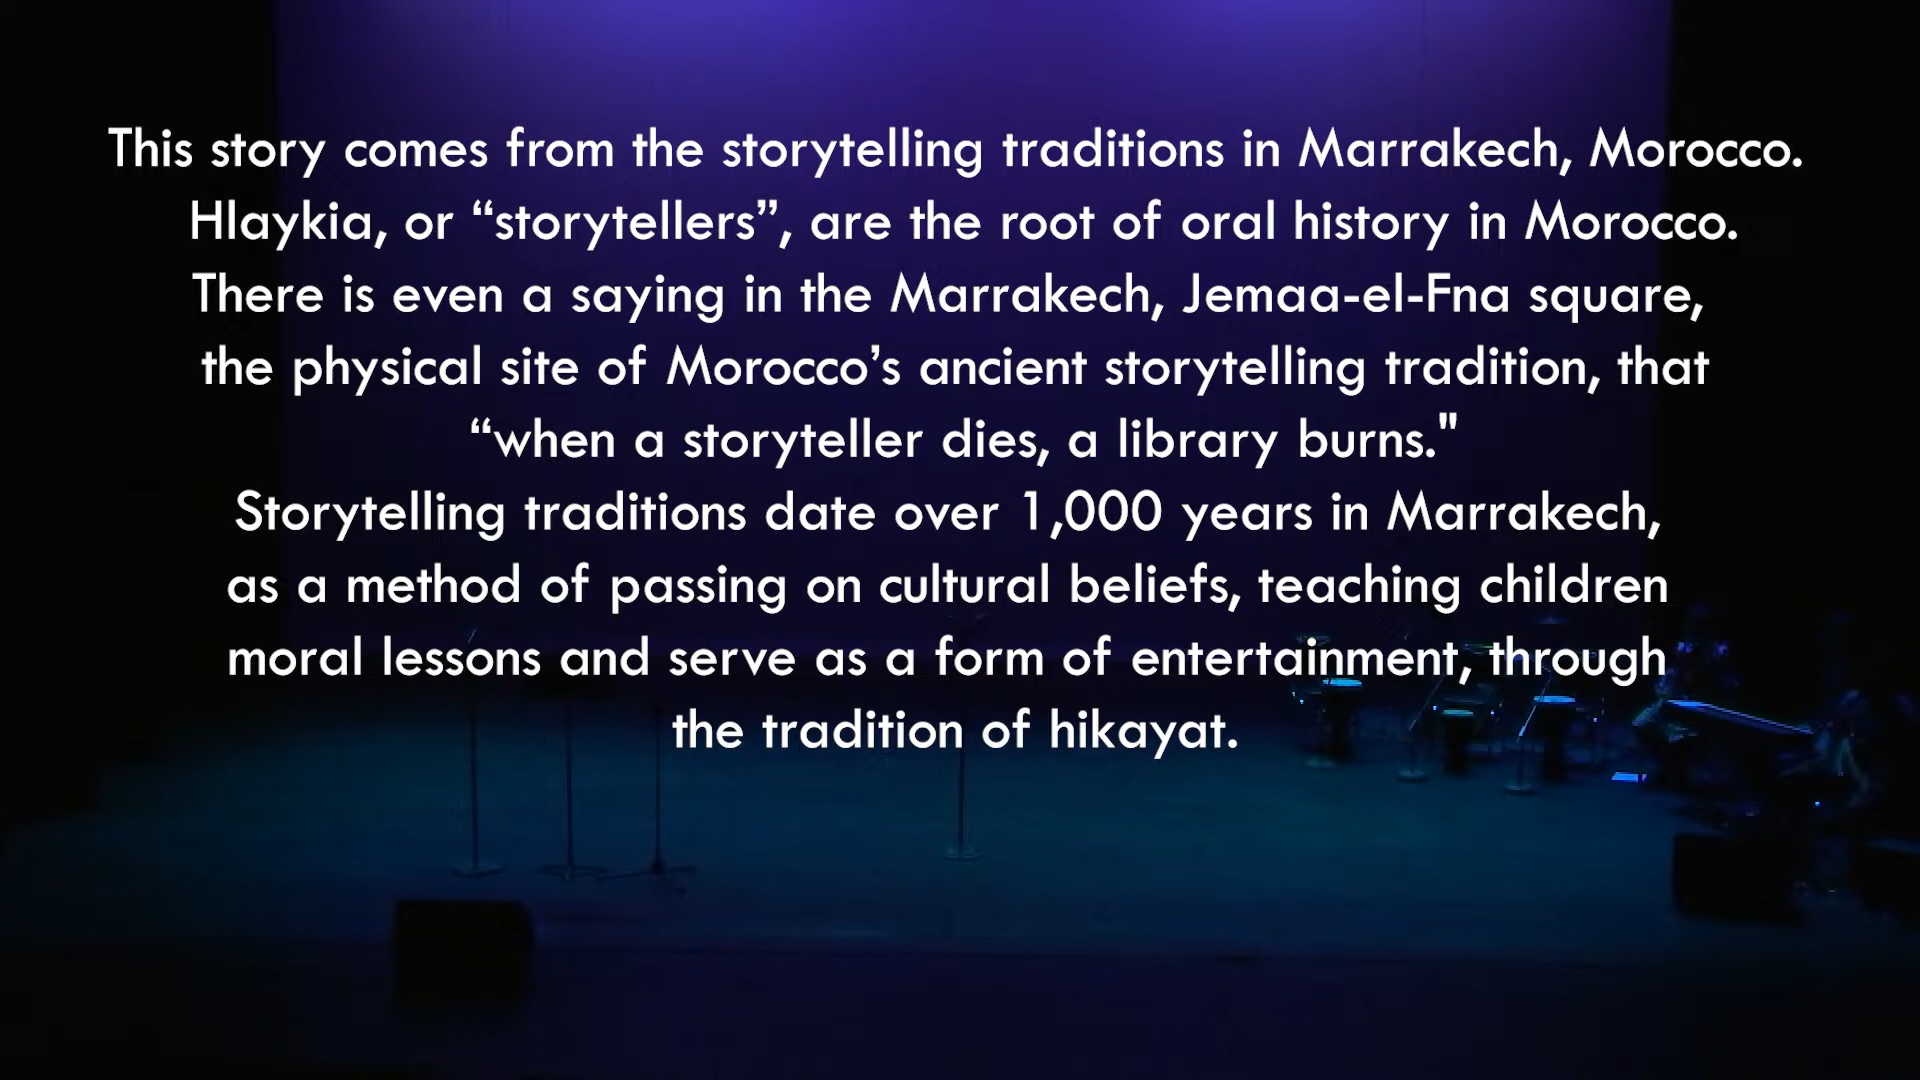 This story comes from the storytelling traditions in Marrakech, Morocco.
Hlaykia, or “storytellers”, are the root of oral history in Morocco.
There is even a saying in the Marrakech, Jemaa-el-Fna square,
the physical site of Morocco’s ancient storytelling tradition, that
“when a storyteller dies, a library burns."
Storytelling traditions date over 1,000 years in Marrakech,
as a method of passing on cultural beliefs, teaching children
moral lessons and serve as a form of entertainment, through
the tradition of hikayat.